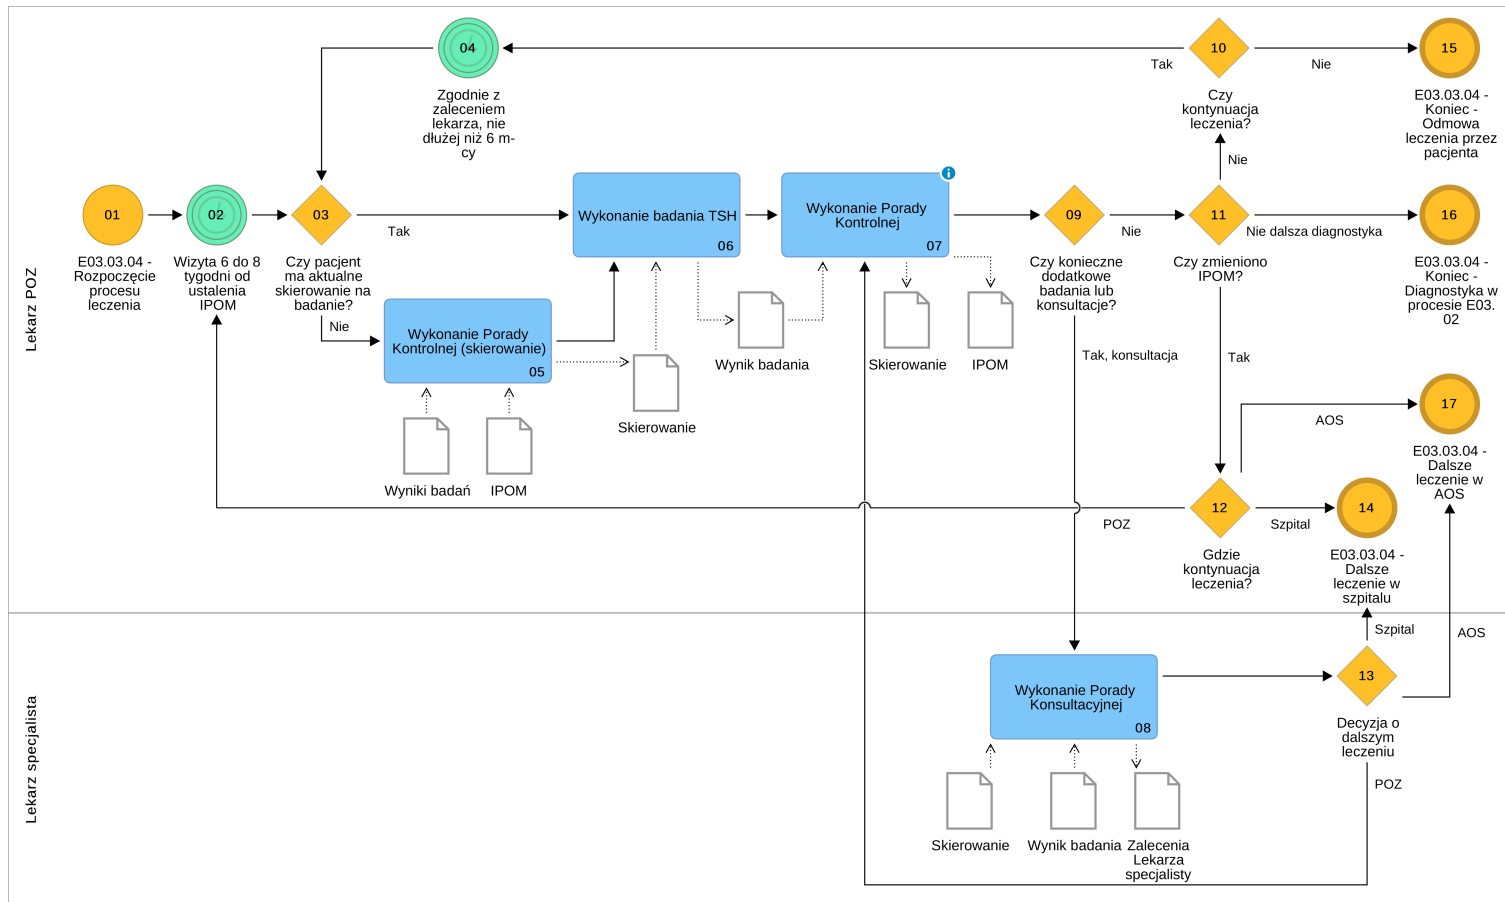 Lekarz POZ
04
Zgodnie z
zaleceniem
lekarza, nie
dłużej niż 6 m-
cy
Tak
10
Czy
kontynuacja
leczenia?
Nie
15
E03.03.04 -
Koniec -
Odmowa
leczenia przez
pacjenta
01
E03.03.04 -
Rozpoczęcie
procesu
leczenia
02
Wizyta 6 do 8
tygodni od
ustalenia
IPOM
03
Czy pacjent
ma aktualne
skierowanie na
badanie?
Tak
Nie
Wykonanie badania TSH
06
Wykonanie Porady
Kontrolnej
07
09
Czy konieczne
dodatkowe
badania lub
konsultacje?
Nie
Tak, konsultacja
Nie
11
Czy zmieniono
IPOM?
Nie dalsza diagnostyka
Tak
16
E03.03.04 -
Koniec -
Diagnostyka w
procesie E03.
02
Wykonanie Porady
Kontrolnej (skierowanie)
05
Wyniki badań
IPOM
Skierowanie
Wynik badania
Skierowanie
IPOM
17
E03.03.04 -
Dalsze
leczenie w
AOS
AOS
12
Gdzie
kontynuacja
leczenia?
POZ
Szpital
14
E03.03.04 -
Dalsze
leczenie w
szpitalu
Lekarz specjalista
Wykonanie Porady
Konsultacyjnej
08
Skierowanie
Wynik badania
Zalecenia
Lekarza
specjalisty
Szpital
AOS
13
Decyzja o
dalszym
leczeniu
POZ